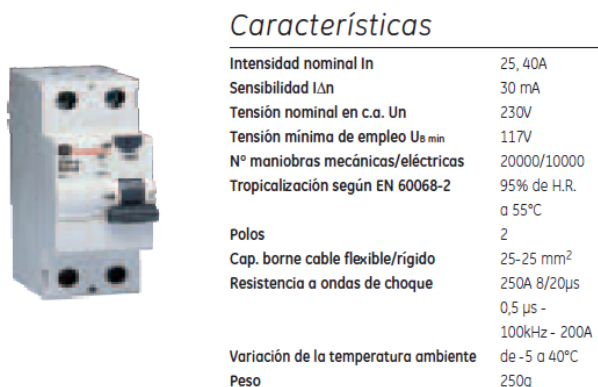 Características
Intensidad nominal In 25, 40A
Sensibilidad IΔn 30 mA
Tensión nominal en c.a. Un 230V
Tensión mínima de empleo UB min 117V
Nº maniobras mecánicas/eléctricas 20000/10000
Tropicalización según EN 60068-2 95% de H.R.
a 55°C
Polos 2
Cap. borne cable flexible/rígido 25-25 mm²
Resistencia a ondas de choque 250A 8/20µs
0,5 µs -
100kHz - 200A
Variación de la temperatura ambiente de -5 a 40°C
Peso 250g